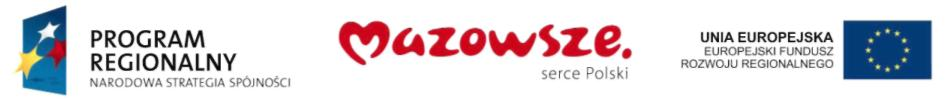 PROGRAM
REGIONALNY
NARODOWA STRATEGIA SPÓJNOŚCI
Mazowsze.
serce Polski
UNIA EUROPEJSKA
EUROPEJSKI FUNDUSZ
ROZWOJU REGIONALNEGO